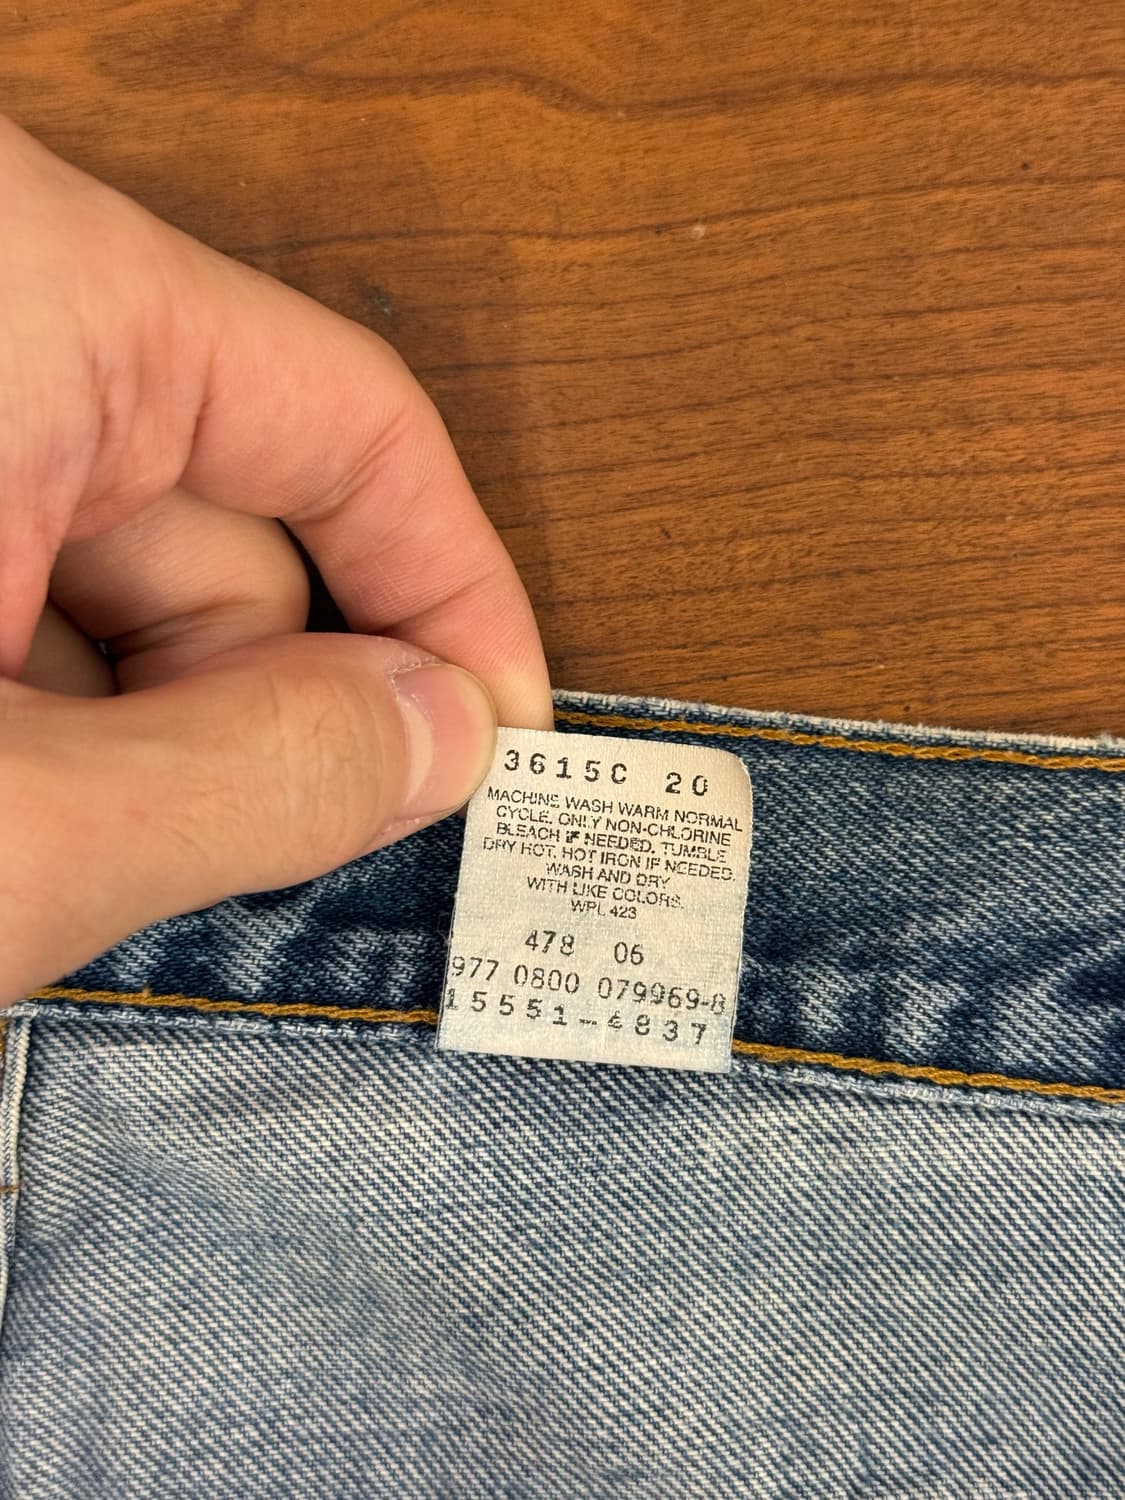 3615C 20
MACHINE WASH WARM NORMAL
CYCLE. ONLY NON-CHLORINE
BLEACH IF NEEDED. TUMBLE
DRY HOT. HOT IRON IF NEEDED.
WASH AND DRY
WITH LIKE COLORS.
WPL 423
478 06
977 0800 079969-8
15551-4837